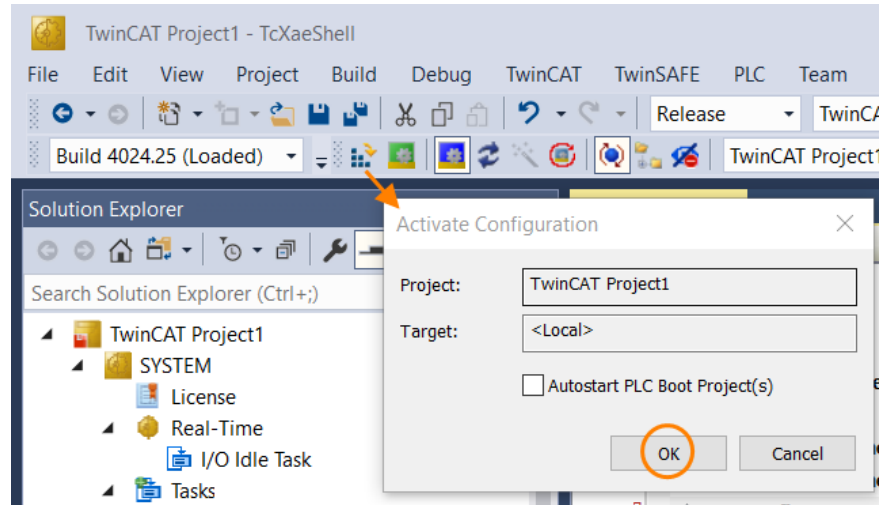 TwinCAT Project1 - TcXaeShell
File Edit View Project Build Debug TwinCAT TwinSAFE PLC Team
Release
Build 4024.25 (Loaded) TwinCAT Project1
Solution Explorer
Search Solution Explorer (Ctrl+;)
TwinCAT Project1
SYSTEM
License
Real-Time
I/O Idle Task
Tasks
Activate Configuration
Project: TwinCAT Project1
Target: <Local>
Autostart PLC Boot Project(s)
OK Cancel